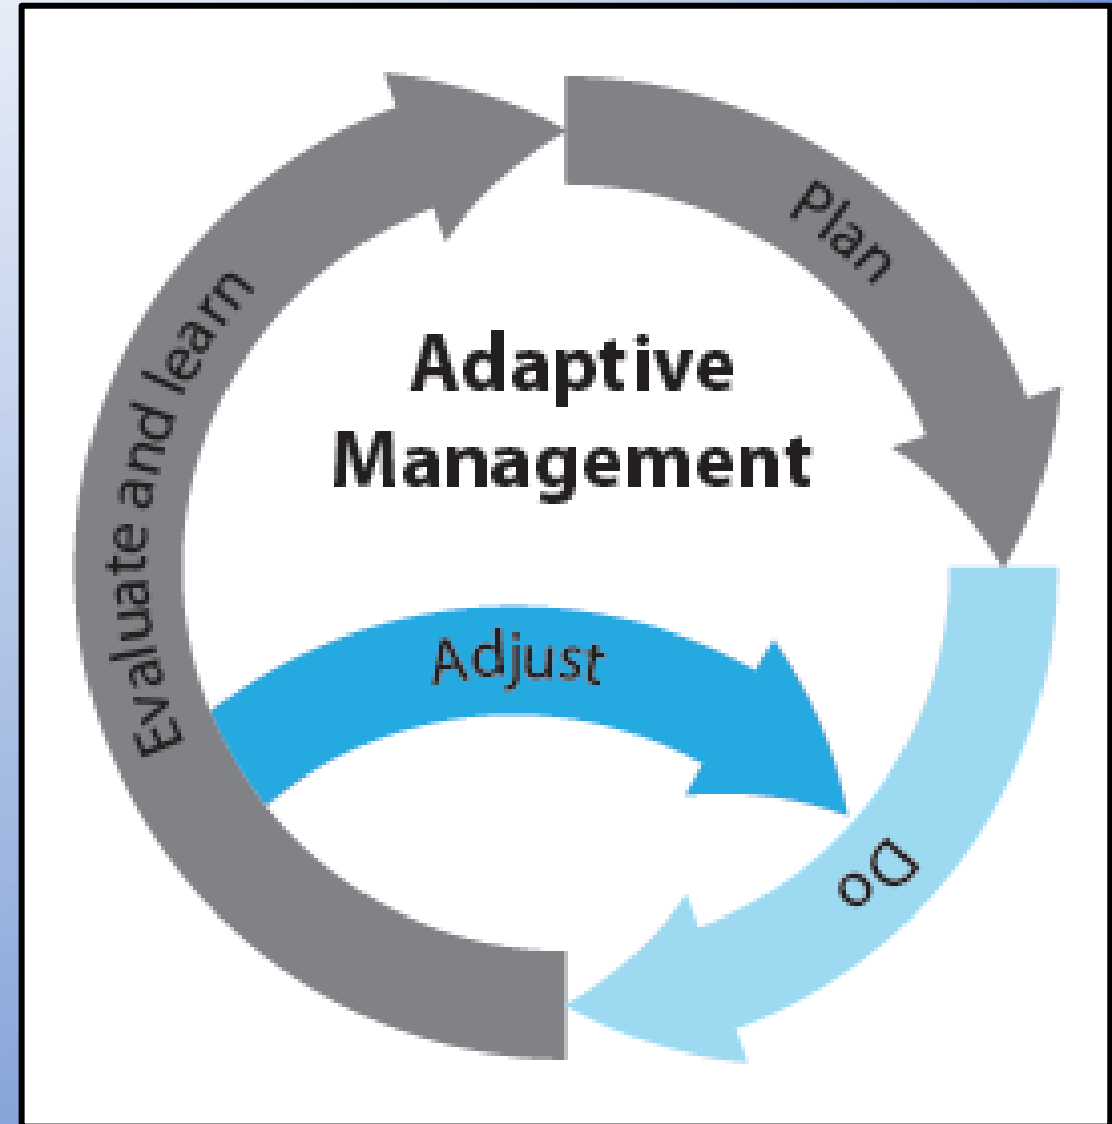 Plan
Evaluate and learn
Adaptive
Management
Adjust
Do